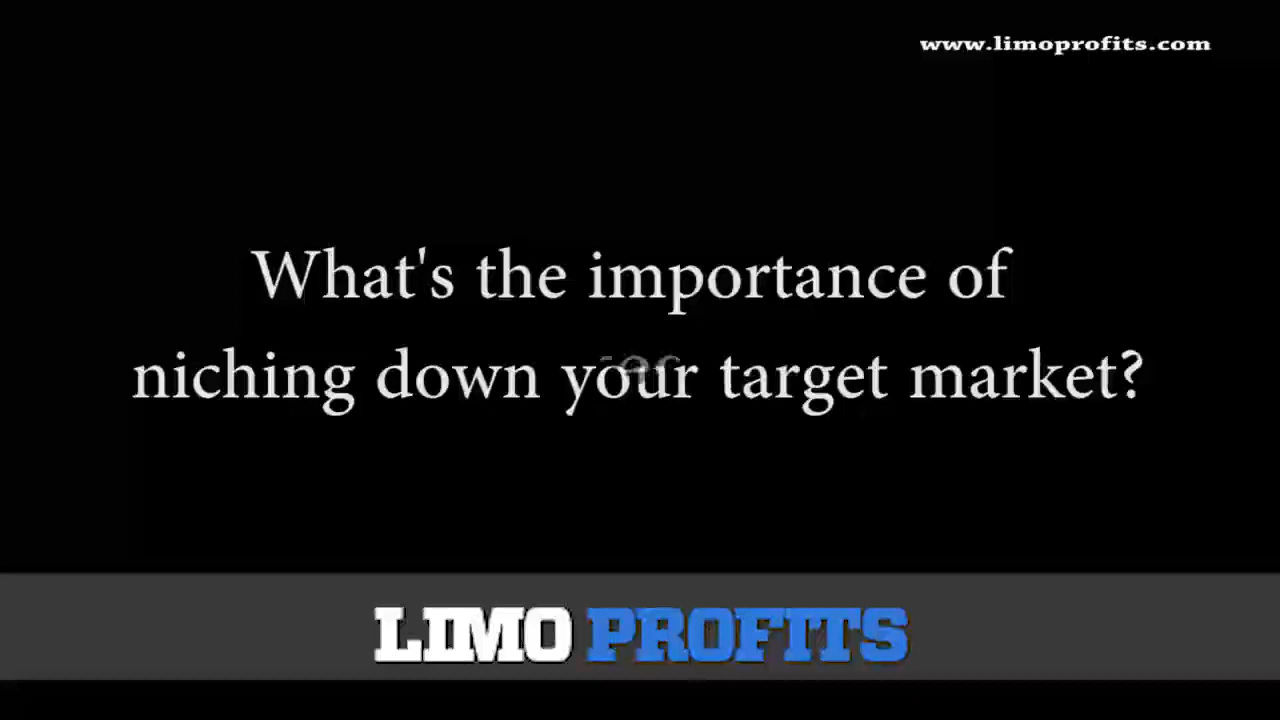 www.limoprofits.com
What's the importance of
niching down your target market?
LIMO PROFITS